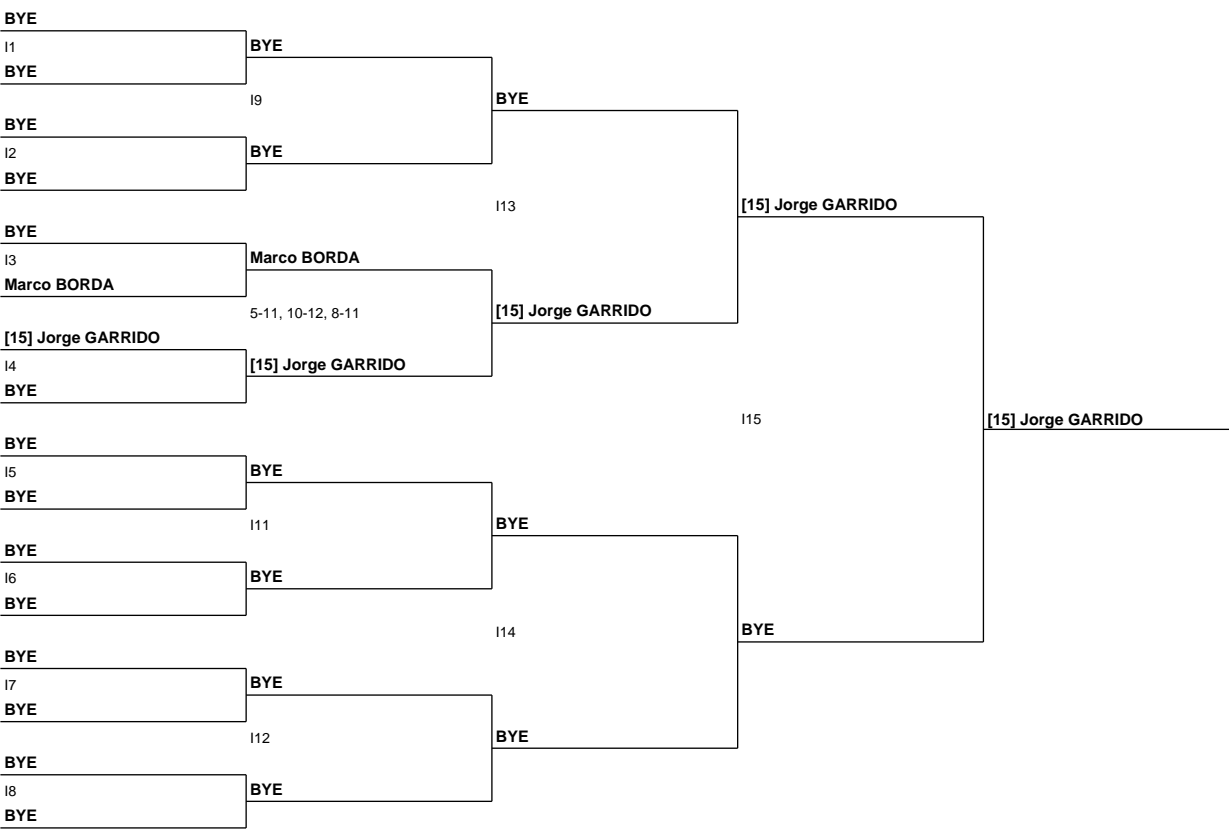 BYE
I1
BYE
BYE
I9
BYE
BYE
I2
BYE
BYE
I13
[15] Jorge GARRIDO
BYE
I3
Marco BORDA
Marco BORDA
5-11, 10-12, 8-11
[15] Jorge GARRIDO
[15] Jorge GARRIDO
I4
[15] Jorge GARRIDO
BYE
I15
[15] Jorge GARRIDO
BYE
I5
BYE
BYE
I11
BYE
BYE
I6
BYE
BYE
I14
BYE
BYE
I7
BYE
BYE
I12
BYE
BYE
I8
BYE
BYE